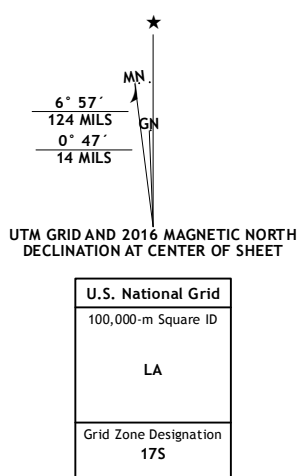 ★
MN
6° 57´
124 MILS
GN
0° 47´
14 MILS
UTM GRID AND 2016 MAGNETIC NORTH
DECLINATION AT CENTER OF SHEET
U.S. National Grid
100,000-m Square ID
LA
Grid Zone Designation
17S